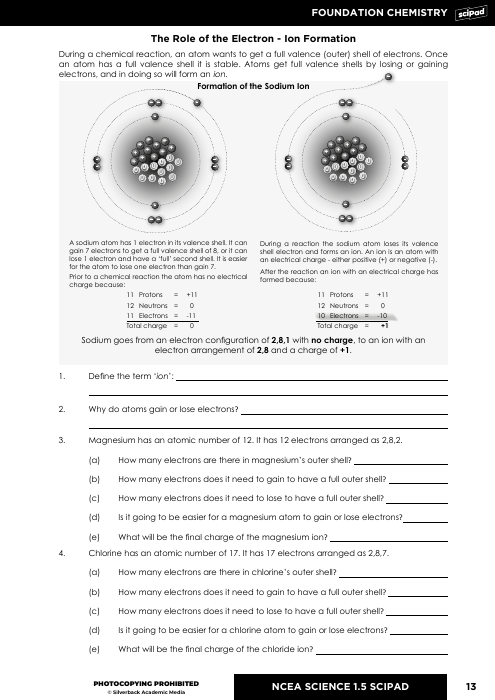 FOUNDATION CHEMISTRY scipad
The Role of the Electron - Ion Formation
During a chemical reaction, an atom wants to get a full valence (outer) shell of electrons. Once
an atom has a full valence shell it is stable. Atoms get full valence shells by losing or gaining
electrons, and in doing so will form an ion.
Formation of the Sodium Ion
A sodium atom has 1 electron in its valence shell. It can
gain 7 electrons to get a full valence shell of 8, or it can
lose 1 electron and have a 'full' second shell. It is easier
for the atom to lose one electron than gain 7.
Prior to a chemical reaction the atom has no electrical
charge because:
11 Protons = +11
12 Neutrons = 0
11 Electrons = -11
Total charge = 0
During a reaction the sodium atom loses its valence
shell electron and forms an ion. An ion is an atom with
an electrical charge - either positive (+) or negative (-).
After the reaction an ion with an electrical charge has
formed because:
11 Protons = +11
12 Neutrons = 0
10 Electrons = -10
Total charge = +1
Sodium goes from an electron configuration of 2,8,1 with no charge, to an ion with an
electron arrangement of 2,8 and a charge of +1.
1. Define the term 'ion':
2. Why do atoms gain or lose electrons?
3. Magnesium has an atomic number of 12. It has 12 electrons arranged as 2,8,2.
(a) How many electrons are there in magnesium's outer shell?
(b) How many electrons does it need to gain to have a full outer shell?
(c) How many electrons does it need to lose to have a full outer shell?
(d) Is it going to be easier for a magnesium atom to gain or lose electrons?
(e) What will be the final charge of the magnesium ion?
4. Chlorine has an atomic number of 17. It has 17 electrons arranged as 2,8,7.
(a) How many electrons are there in chlorine's outer shell?
(b) How many electrons does it need to gain to have a full outer shell?
(c) How many electrons does it need to lose to have a full outer shell?
(d) Is it going to be easier for a chlorine atom to gain or lose electrons?
(e) What will be the final charge of the chloride ion?
PHOTOCOPYING PROHIBITED
© Silverback Academic Media
NCEA SCIENCE 1.5 SCIPAD 13